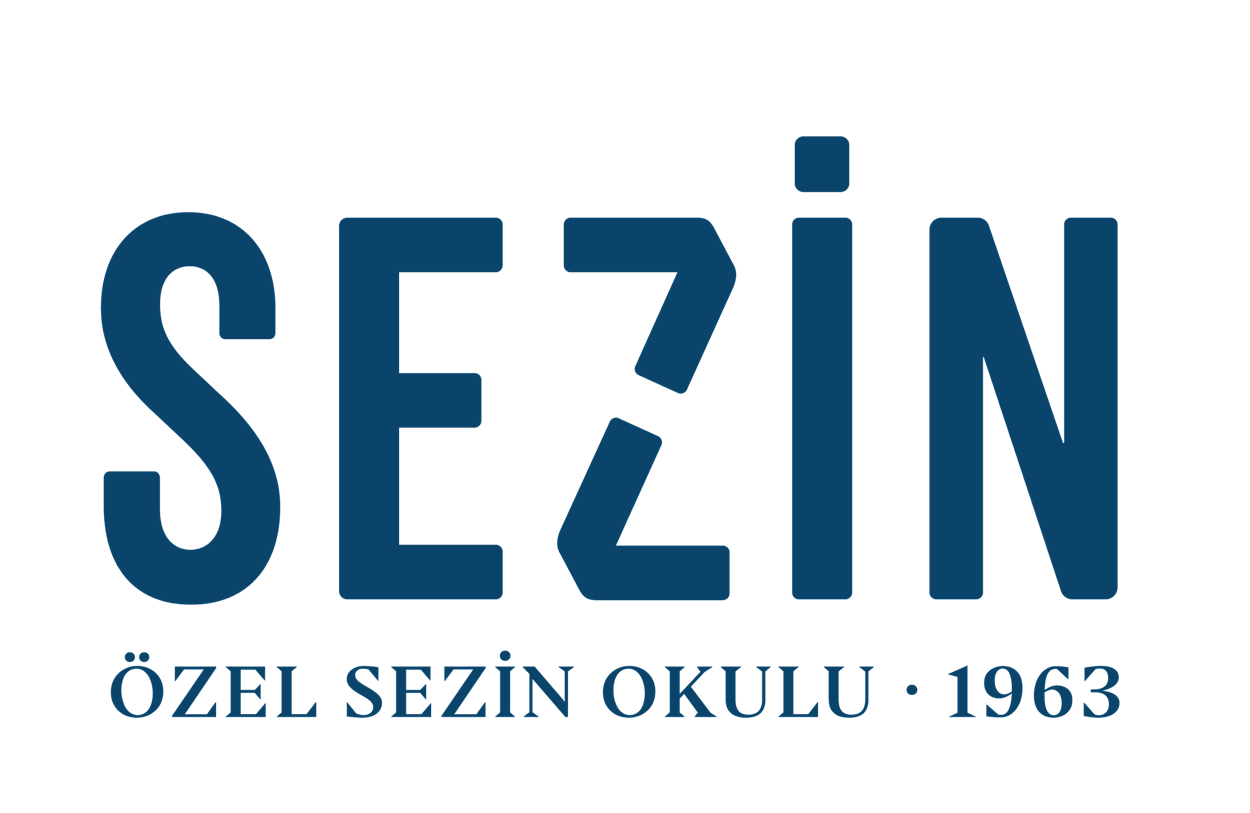 SEZİN
ÖZEL SEZİN OKULU · 1963